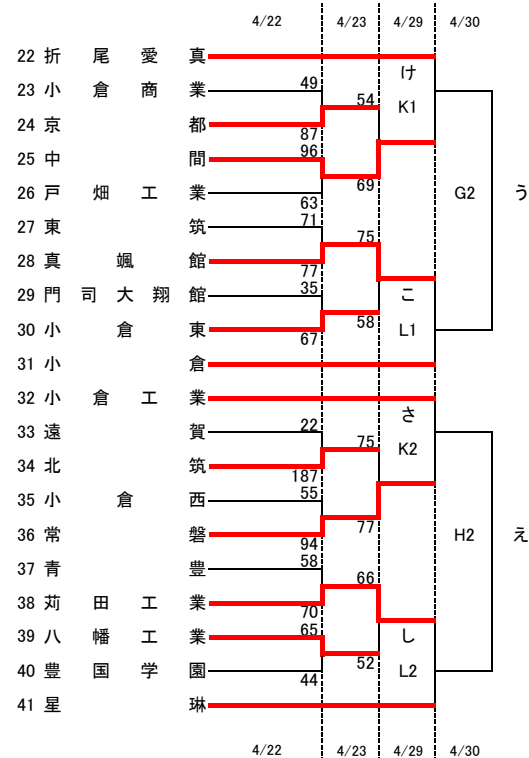 4/22 4/23 4/29 4/30
22 折尾愛真
け
23 小倉商業 49
54 K1
24 京都 87
25 中間 96
69
26 戸畑工業 63
G2 う
27 東筑 71
75
28 真颯館 77
29 門司大翔館 35
こ
58 L1
30 小倉東 67
31 小倉
32 小倉工業
さ
33 遠賀 22
75 K2
34 北筑 187
35 小倉西 55
77
36 常磐 94
H2 え
37 青豊 58
66
38 苅田工業 70
39 八幡工業 65
し
52 L2
40 豊国学園 44
41 星琳
4/22 4/23 4/29 4/30